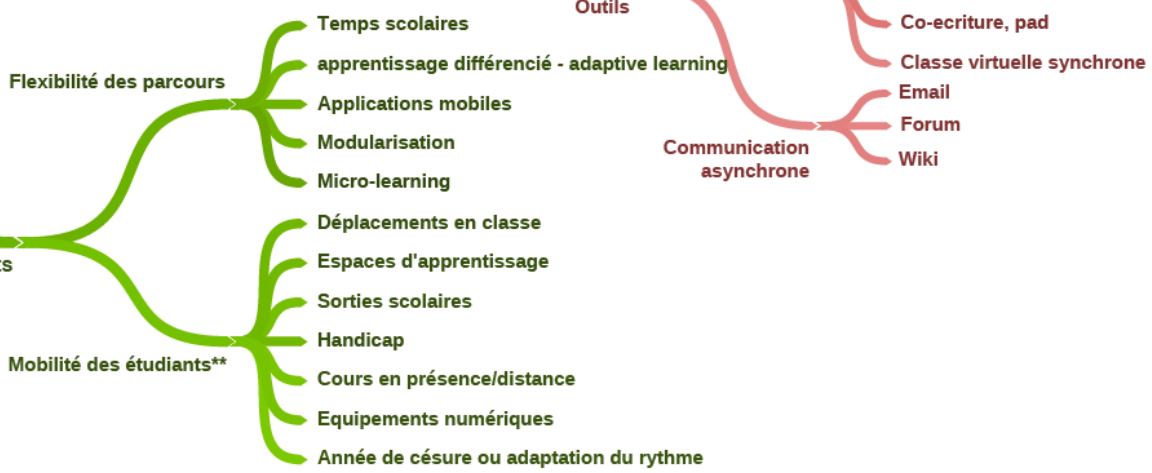 Flexibilité des parcours
Temps scolaires
apprentissage différencié - adaptive learning
Applications mobiles
Modularisation
Micro-learning
Mobilité des étudiants**
Déplacements en classe
Espaces d'apprentissage
Sorties scolaires
Handicap
Cours en présence/distance
Equipements numériques
Année de césure ou adaptation du rythme
Outils
Co-ecriture, pad
Classe virtuelle synchrone
Communication
asynchrone
Email
Forum
Wiki